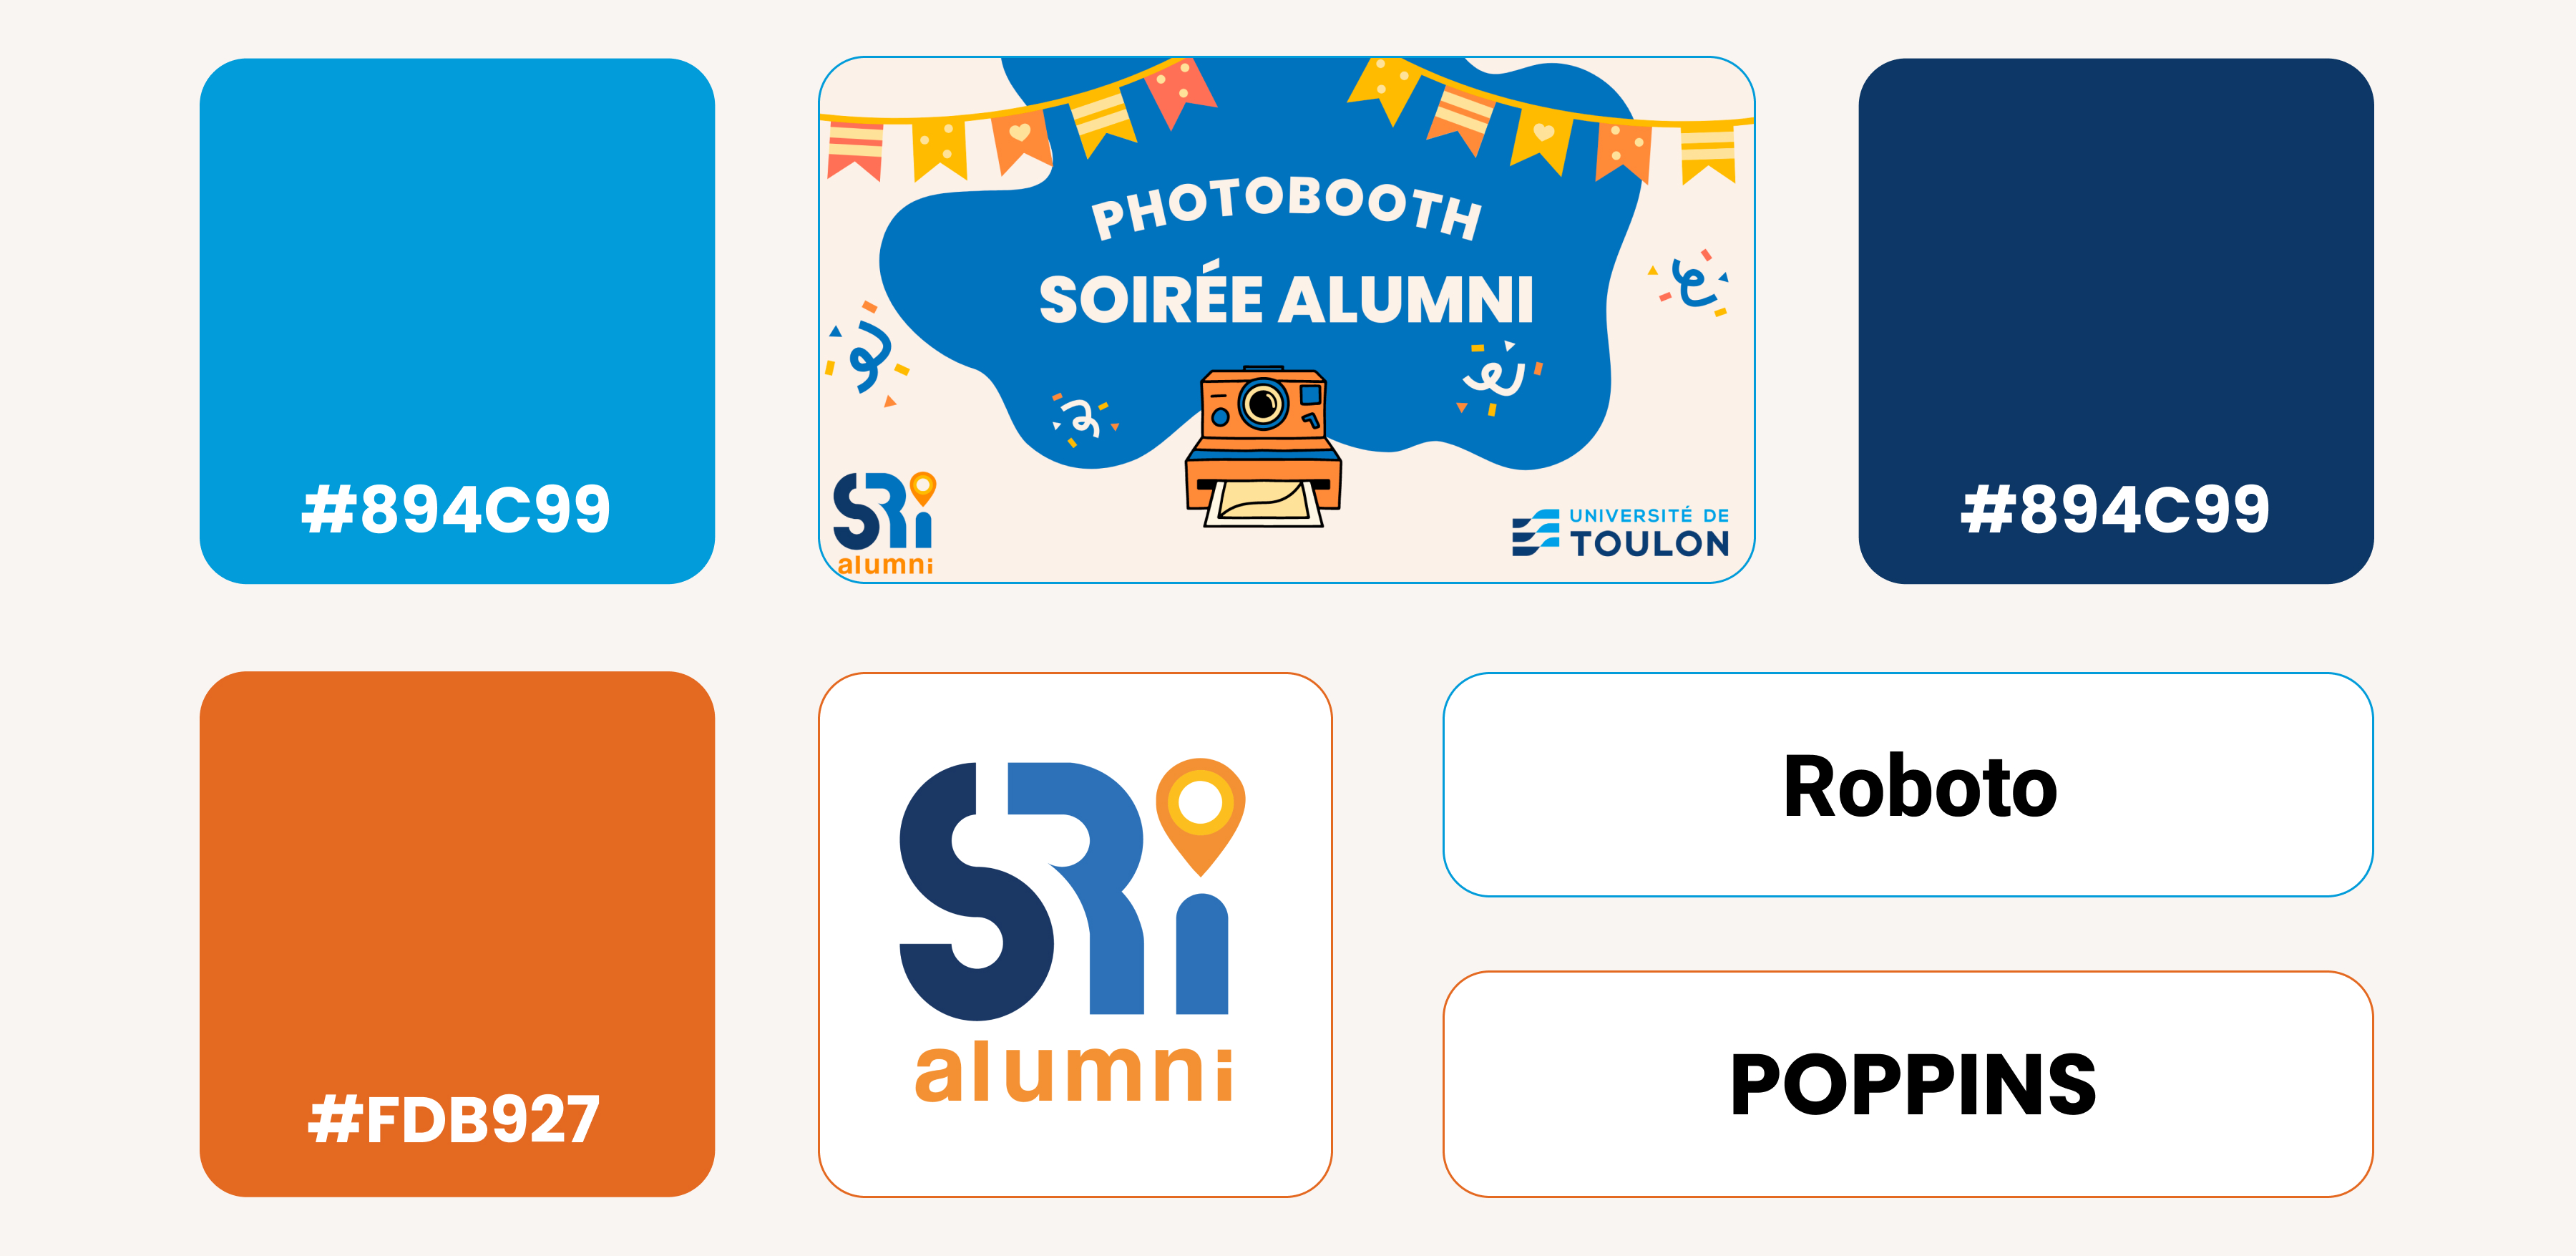 #894C99
PHOTOBOOTH
SOIRÉE ALUMNI
SRi
alumni
UNIVERSITÉ DE
TOULON
#894C99
#FDB927
SRi
alumni
Roboto
POPPINS